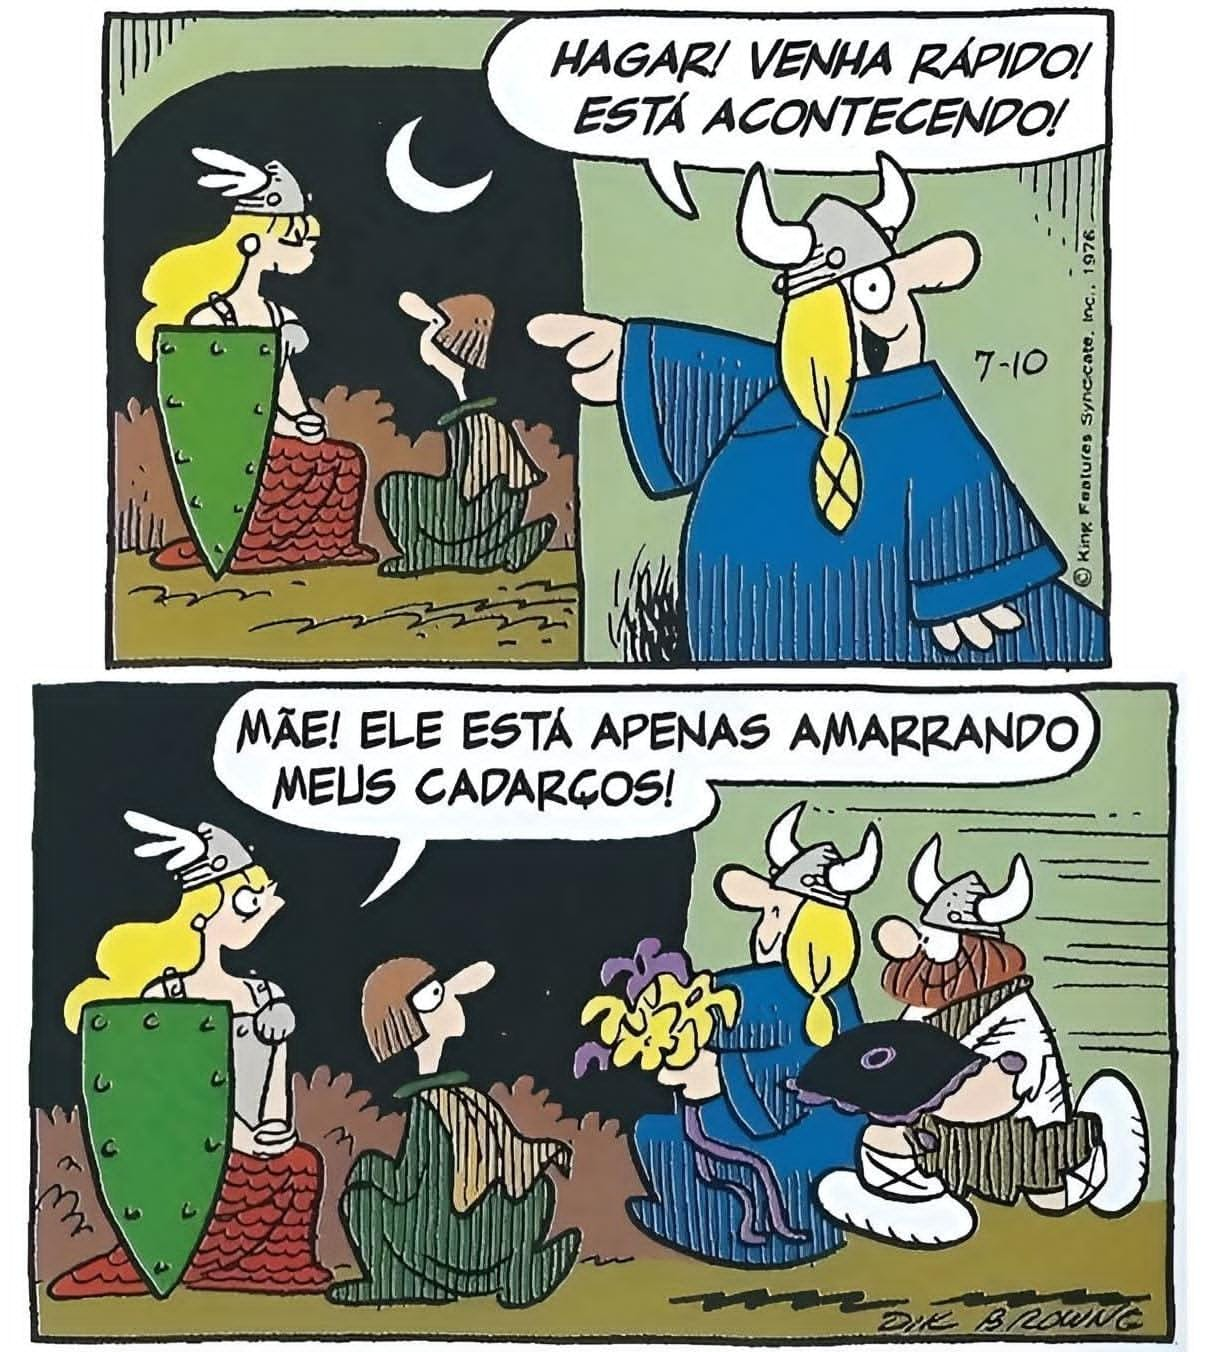 HAGAR! VENHA RÁPIDO!
ESTÁ ACONTECENDO!
7-10
© King Features Syndicate, Inc., 1976
MÃE! ELE ESTÁ APENAS AMARRANDO
MEUS CADARÇOS!
DIK BROWNE